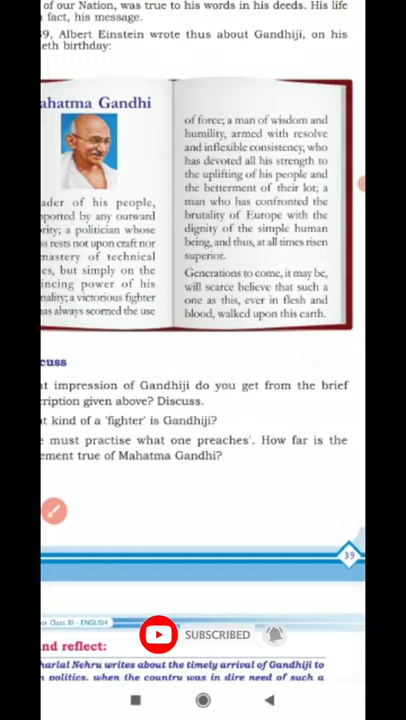 of our Nation, was true to his words in his deeds. His life
fact, his message.
39, Albert Einstein wrote thus about Gandhiji, on his
birthday:
Mahatma Gandhi
ader of his people,
pported by any outward
rity; a politician whose
ss rests not upon craft nor
mastery of technical
es, but simply on the
incing power of his
nality; a victorious fighter
as always scorned the use
of force; a man of wisdom and
humility, armed with resolve
and inflexible consistency, who
has devoted all his strength to
the uplifting of his people and
the betterment of their lot; a
man who has confronted the
brutality of Europe with the
dignity of the simple human
being, and thus, at all times risen
superior.
Generations to come, it may be,
will scarce believe that such a
one as this, ever in flesh and
blood, walked upon this earth.
cuss
at impression of Gandhiji do you get from the brief
cription given above? Discuss.
at kind of a 'fighter' is Gandhiji?
e must practise what one preaches'. How far is the
ement true of Mahatma Gandhi?
39
or Class XI - ENGLISH
nd reflect:
harlal Nehru writes about the timely arrival of Gandhiji to
n politics, when the country was in dire need of such a
SUBSCRIBED